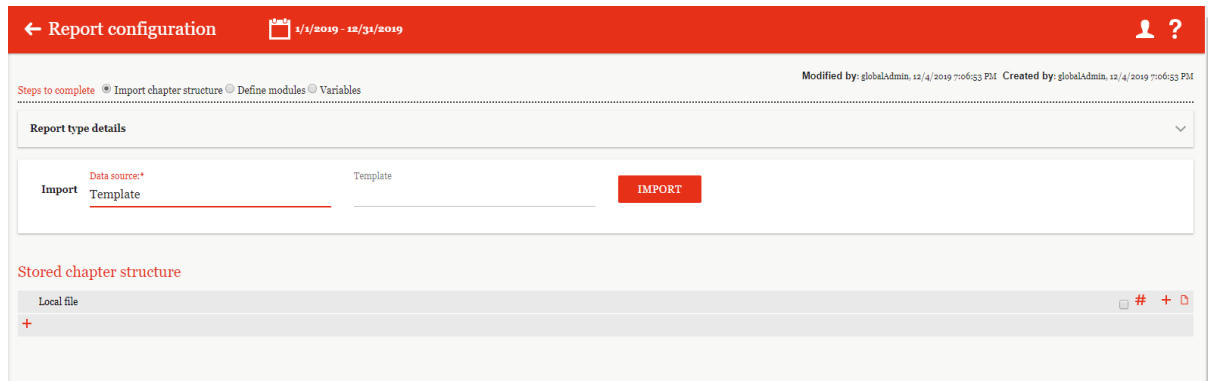 Report configuration
1/1/2019 - 12/31/2019
?
Modified by: globalAdmin, 12/4/2019 7:06:53 PM Created by: globalAdmin, 12/4/2019 7:06:53 PM
Steps to complete Import chapter structure Define modules Variables
Report type details
Import
Data source:*
Template
Template
IMPORT
Stored chapter structure
Local file
# +
+